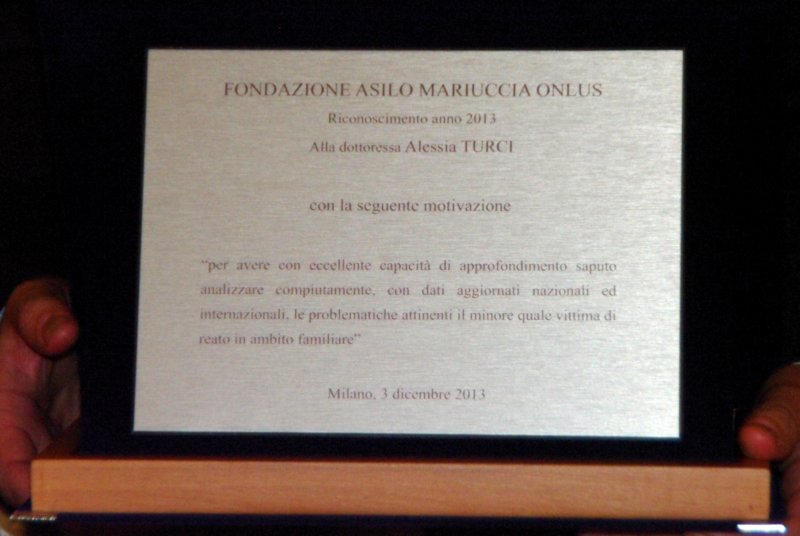 FONDAZIONE ASILO MARIUCCIA ONLUS
Riconoscimento anno 2013
Alla dottoressa Alessia TURCI
con la seguente motivazione
“per avere con eccellente capacità di approfondimento saputo
analizzare compiutamente, con dati aggiornati nazionali ed
internazionali, le problematiche attinenti il minore quale vittima di
reato in ambito familiare”
Milano, 3 dicembre 2013